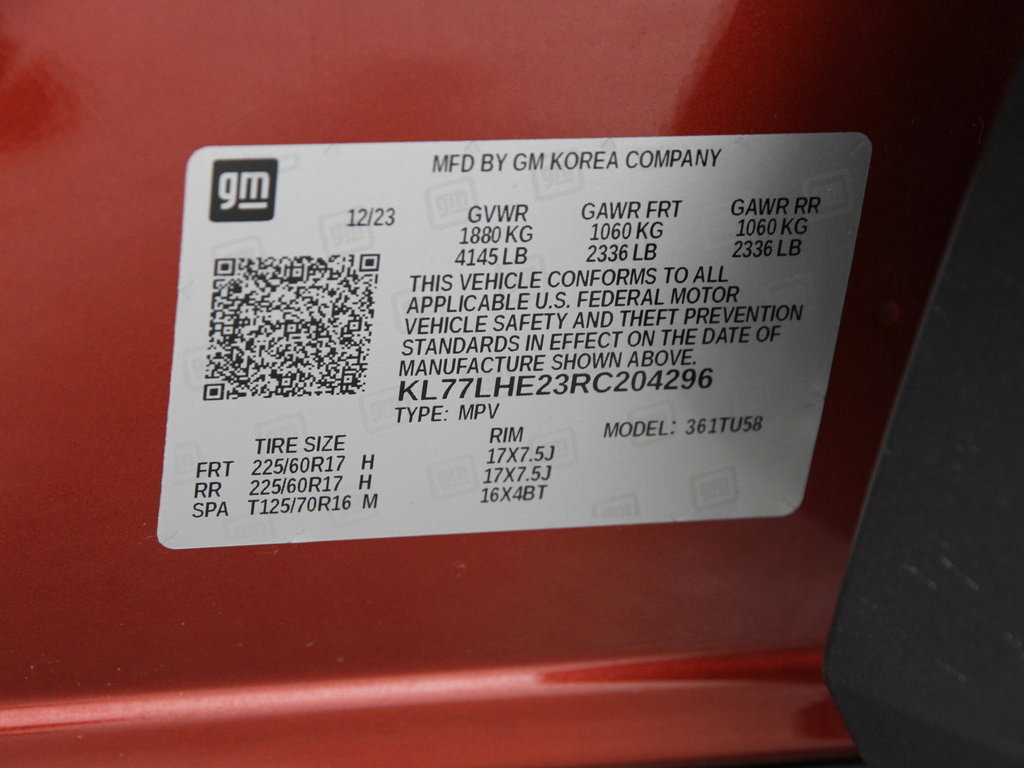 gm
MFD BY GM KOREA COMPANY
12/23 GVWR GAWR FRT GAWR RR
1880 KG 1060 KG 1060 KG
4145 LB 2336 LB 2336 LB
THIS VEHICLE CONFORMS TO ALL
APPLICABLE U.S. FEDERAL MOTOR
VEHICLE SAFETY AND THEFT PREVENTION
STANDARDS IN EFFECT ON THE DATE OF
MANUFACTURE SHOWN ABOVE.
KL77LHE23RC204296
TYPE: MPV MODEL: 361TU58
TIRE SIZE RIM
FRT 225/60R17 H 17X7.5J
RR 225/60R17 H 17X7.5J
SPA T125/70R16 M 16X4BT